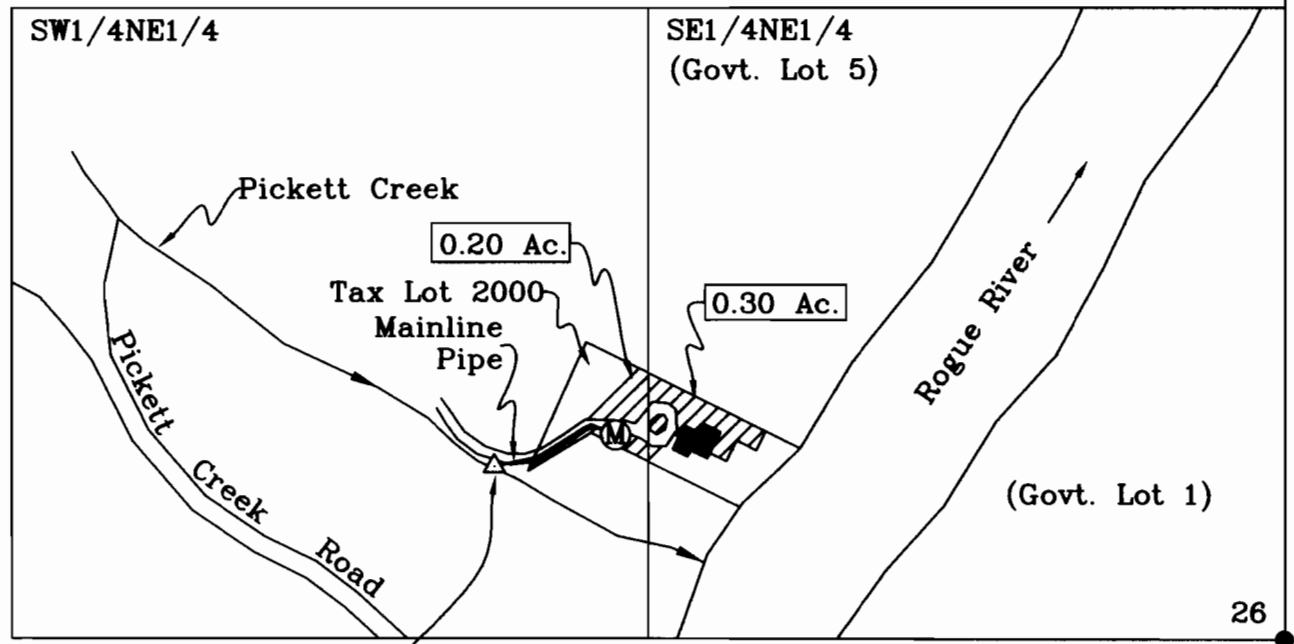 SW1/4NE1/4
SE1/4NE1/4
(Govt. Lot 5)
Pickett Creek
0.20 Ac.
Tax Lot 2000
0.30 Ac.
Mainline
Pipe
M
Rogue River
Pickett Creek Road
(Govt. Lot 1)
26